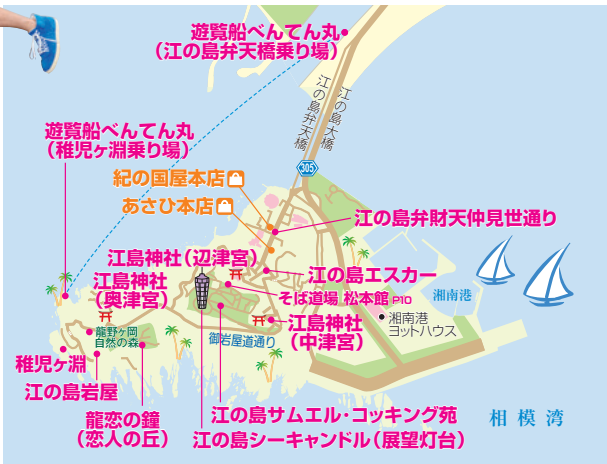 遊覧船べんてん丸
(江の島弁天橋乗り場)
江の島大橋
江の島弁天橋
遊覧船べんてん丸
(稚児ヶ淵乗り場)
305
紀の国屋本店
あさひ本店
江の島弁財天仲見世通り
江島神社(辺津宮)
江の島エスカー
江島神社
(奥津宮)
そば道場 松本館 P10
湘南港
江島神社
(中津宮)
湘南港
ヨットハウス
龍野ヶ岡
自然の森
御岩屋道通り
稚児ヶ淵
江の島岩屋
龍恋の鐘
(恋人の丘)
江の島サムエル・コッキング苑
江の島シーキャンドル(展望灯台)
相模湾